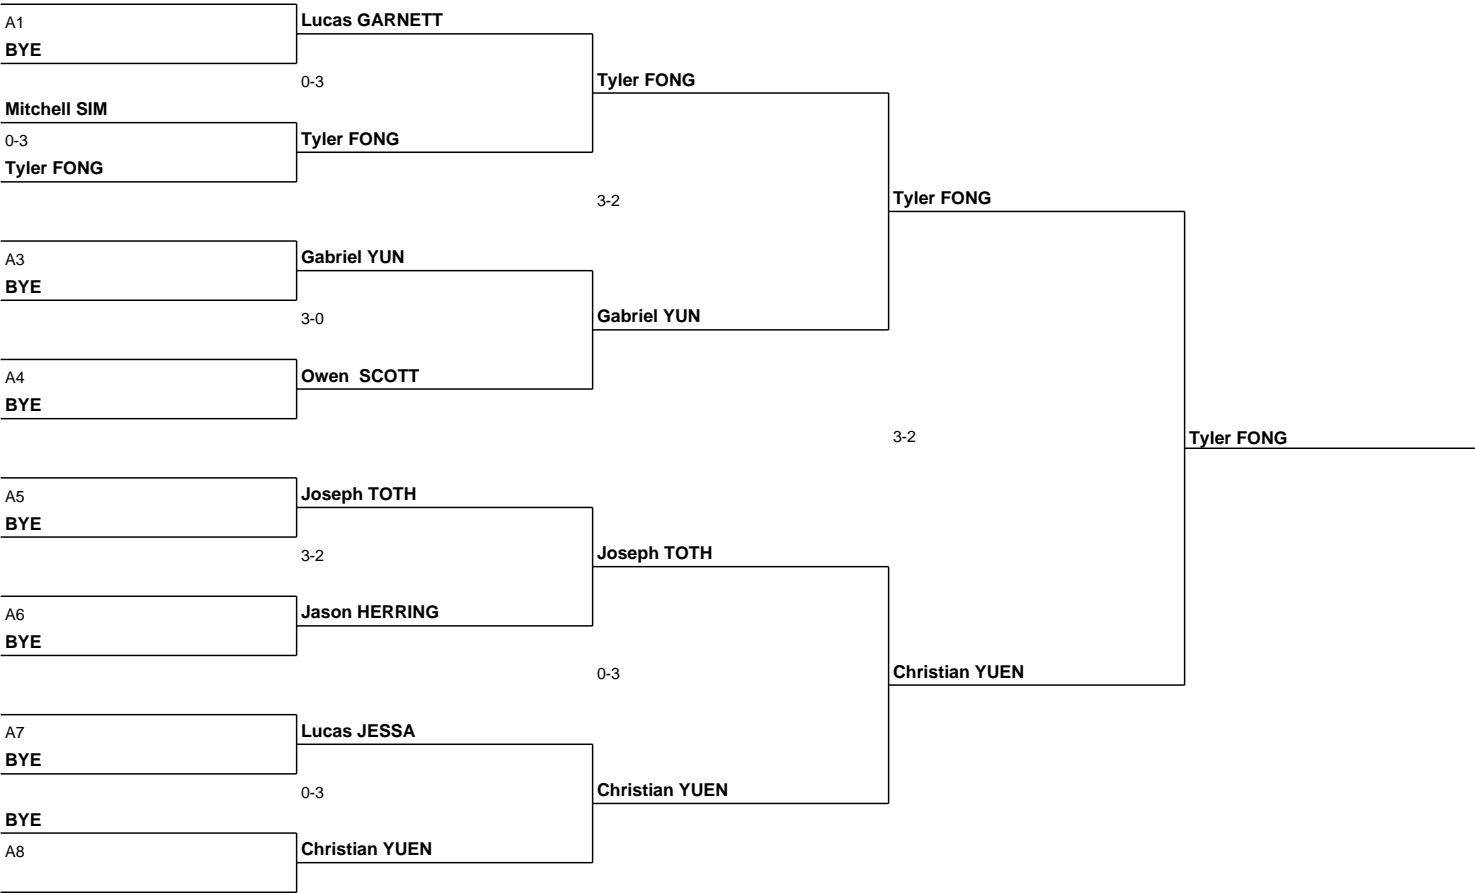 A1
BYE
Lucas GARNETT
0-3
Mitchell SIM
0-3
Tyler FONG
Tyler FONG
Tyler FONG
3-2
A3
BYE
Gabriel YUN
3-0
A4
BYE
Owen  SCOTT
Gabriel YUN
Tyler FONG
3-2
Tyler FONG
A5
BYE
Joseph TOTH
3-2
A6
BYE
Jason HERRING
Joseph TOTH
0-3
A7
BYE
Lucas JESSA
0-3
BYE
A8
Christian YUEN
Christian YUEN
Christian YUEN